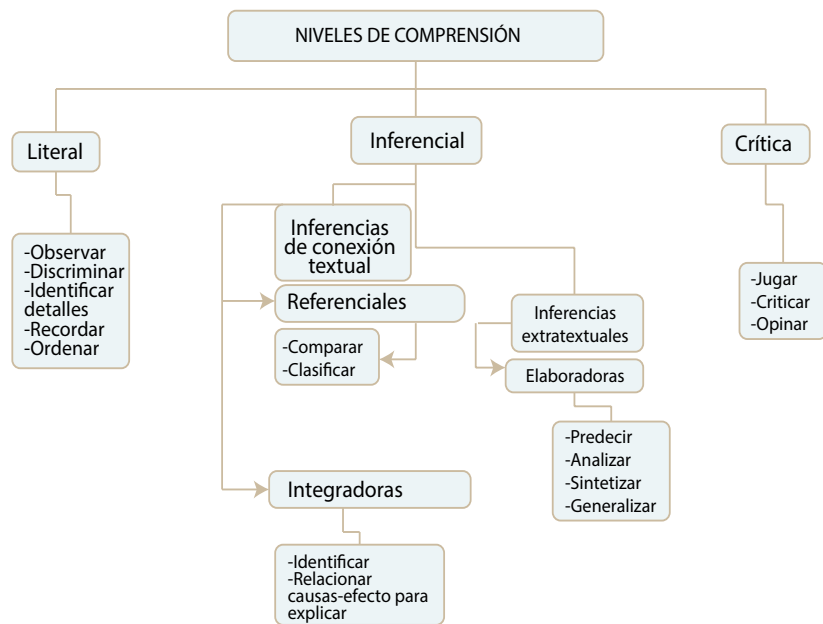 NIVELES DE COMPRENSIÓN
Literal
-Observar
-Discriminar
-Identificar
detalles
-Recordar
-Ordenar
Inferencial
Inferencias
de conexión
textual
Referenciales
-Comparar
-Clasificar
Integradoras
-Identificar
-Relacionar
causas-efecto para
explicar
Inferencias
extratextuales
Elaboradoras
-Predecir
-Analizar
-Sintetizar
-Generalizar
Crítica
-Jugar
-Criticar
-Opinar